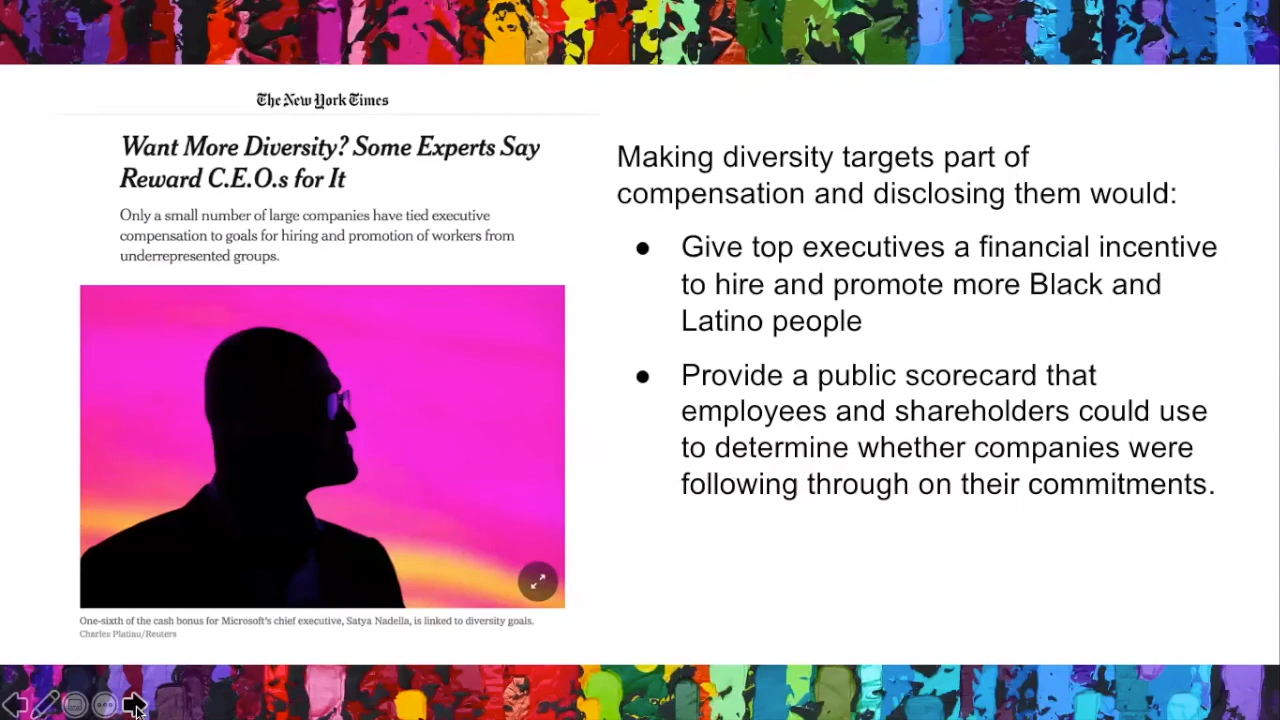 The New York Times
Want More Diversity? Some Experts Say
Reward C.E.O.s for It
Only a small number of large companies have tied executive
compensation to goals for hiring and promotion of workers from
underrepresented groups.
One-sixth of the cash bonus for Microsoft's chief executive, Satya Nadella, is linked to diversity goals.
Charles Platiau/Reuters
Making diversity targets part of
compensation and disclosing them would:
● Give top executives a financial incentive
to hire and promote more Black and
Latino people
● Provide a public scorecard that
employees and shareholders could use
to determine whether companies were
following through on their commitments.